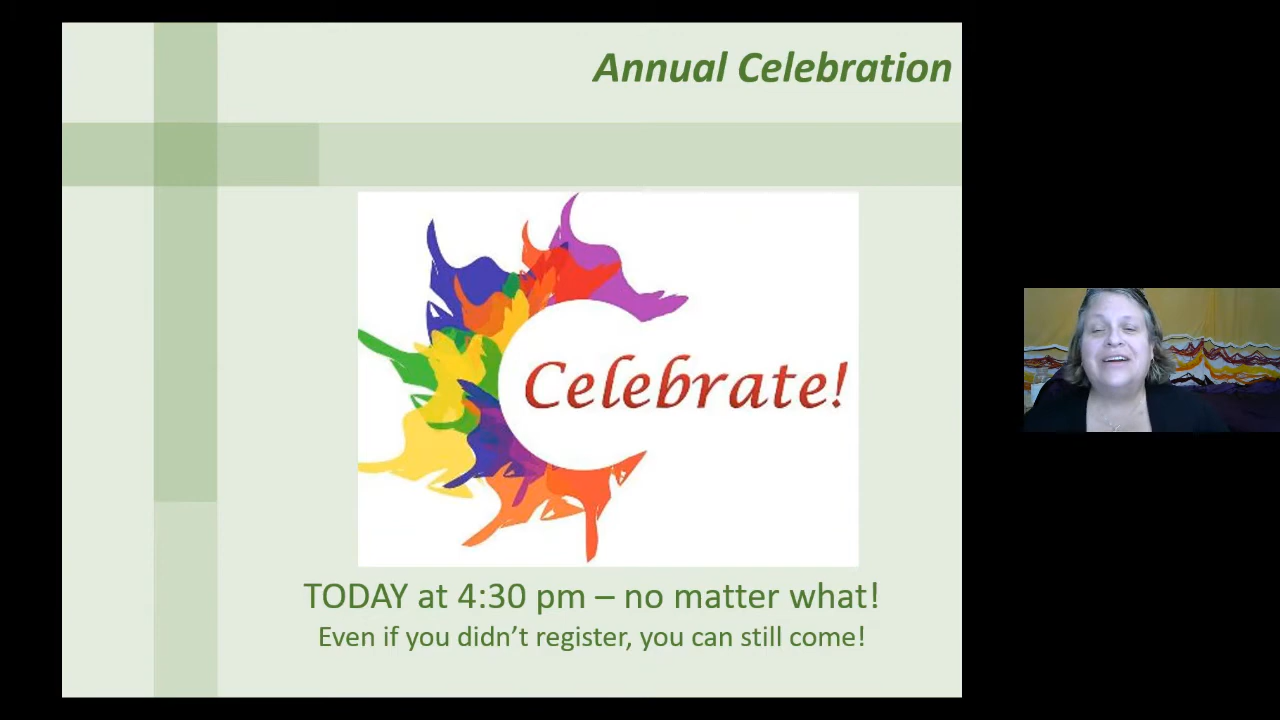 Annual Celebration
Celebrate!
TODAY at 4:30 pm – no matter what!
Even if you didn’t register, you can still come!